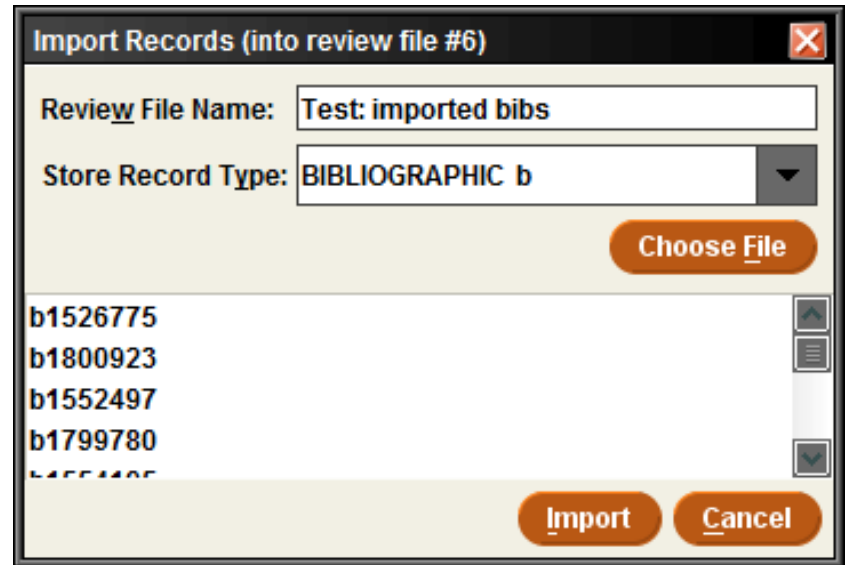 Import Records (into review file #6)
Review File Name: Test: imported bibs
Store Record Type: BIBLIOGRAPHIC b
Choose File
b1526775
b1800923
b1552497
b1799780
Import Cancel